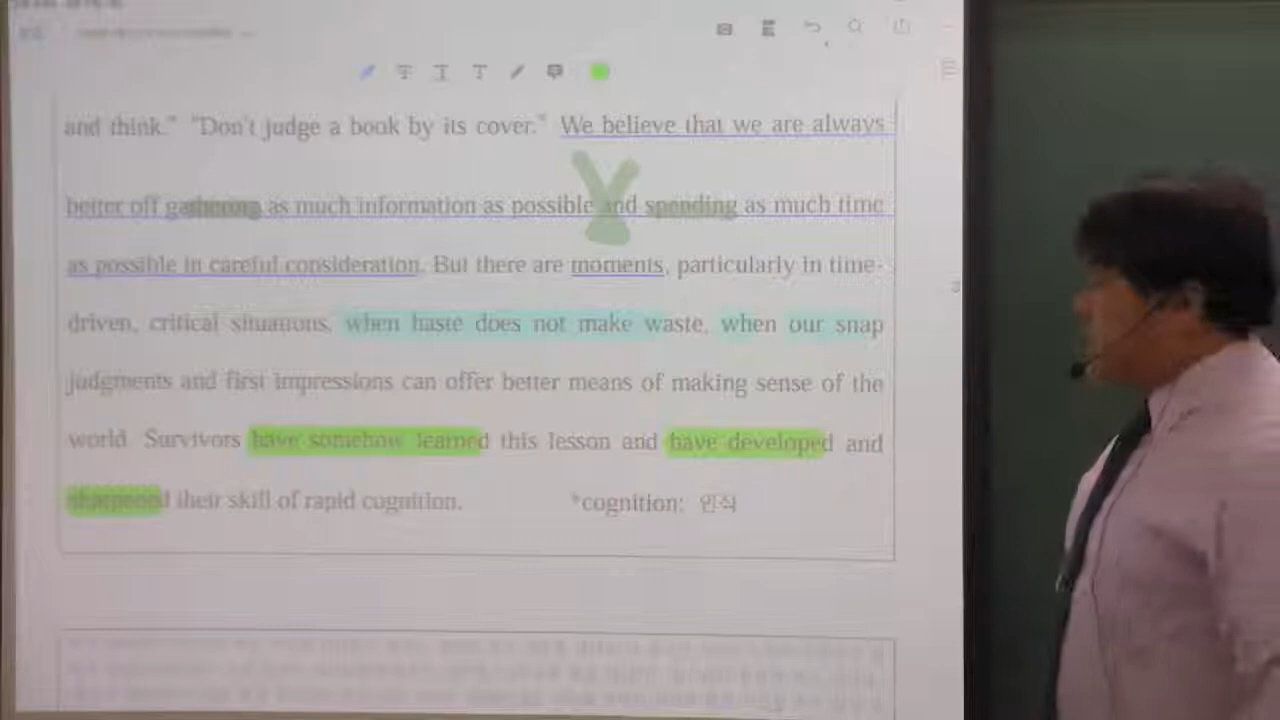 and think." "Don't judge a book by its cover." We believe that we are always
better off gathering as much information as possible and spending as much time
as possible in careful consideration. But there are moments, particularly in time-
driven, critical situations, when haste does not make waste, when our snap
judgments and first impressions can offer better means of making sense of the
world. Survivors have somehow learned this lesson and have developed and
sharpened their skill of rapid cognition. *cognition: 인식